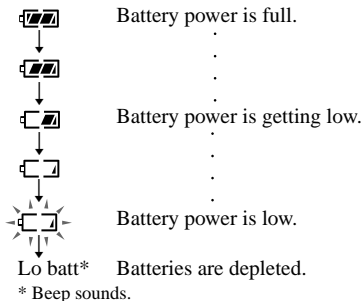 Battery power is full.
Battery power is getting low.
Battery power is low.
Lo batt* Batteries are depleted.
* Beep sounds.